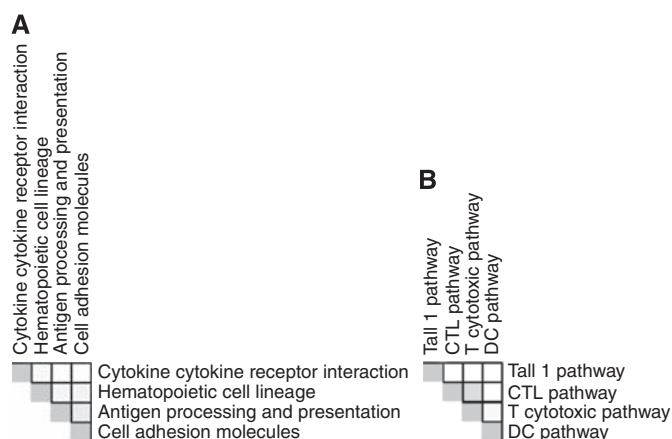 A
Cytokine cytokine receptor interaction
Hematopoietic cell lineage
Antigen processing and presentation
Cell adhesion molecules
Cytokine cytokine receptor interaction
Hematopoietic cell lineage
Antigen processing and presentation
Cell adhesion molecules
B
Tall 1 pathway
CTL pathway
T cytotoxic pathway
DC pathway
Tall 1 pathway
CTL pathway
T cytotoxic pathway
DC pathway